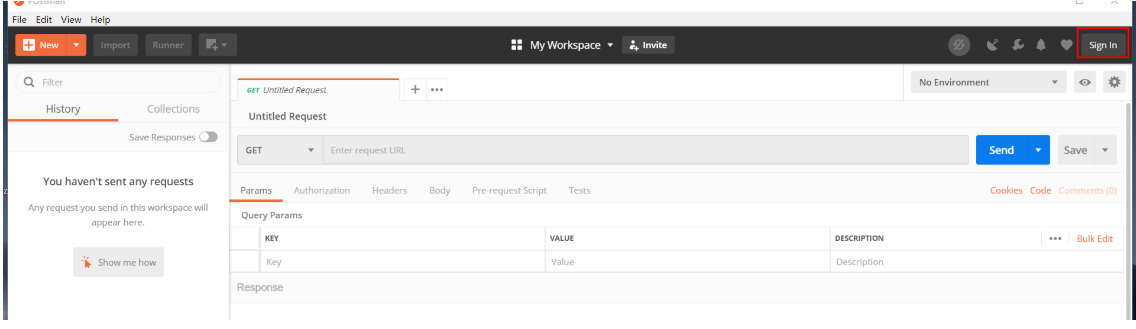 Postman
File Edit View Help
New Import Runner My Workspace Invite Sign In
Filter GET Untitled Request No Environment
History Collections
Untitled Request
Save Responses
GET Enter request URL Send Save
You haven't sent any requests
Params Authorization Headers Body Pre-request Script Tests Cookies Code Comments (0)
Any request you send in this workspace will
appear here.
Query Params
KEY VALUE DESCRIPTION Bulk Edit
Show me how
Key Value Description
Response